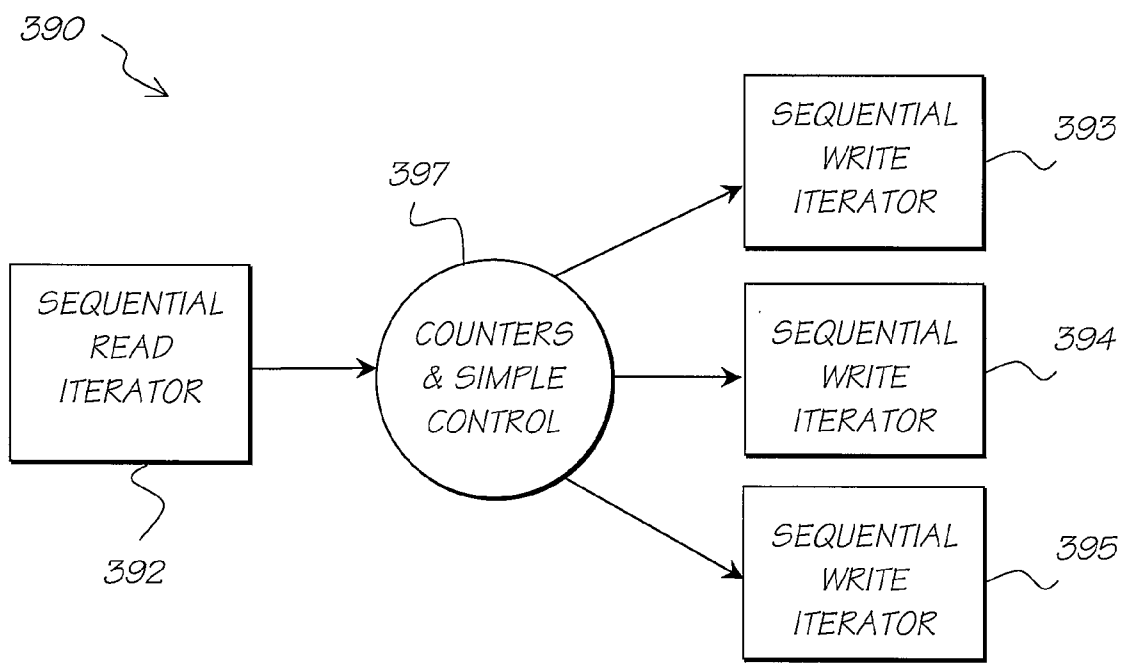 390
SEQUENTIAL
WRITE
ITERATOR
393
397
SEQUENTIAL
READ
ITERATOR
392
COUNTERS
& SIMPLE
CONTROL
SEQUENTIAL
WRITE
ITERATOR
394
SEQUENTIAL
WRITE
ITERATOR
395